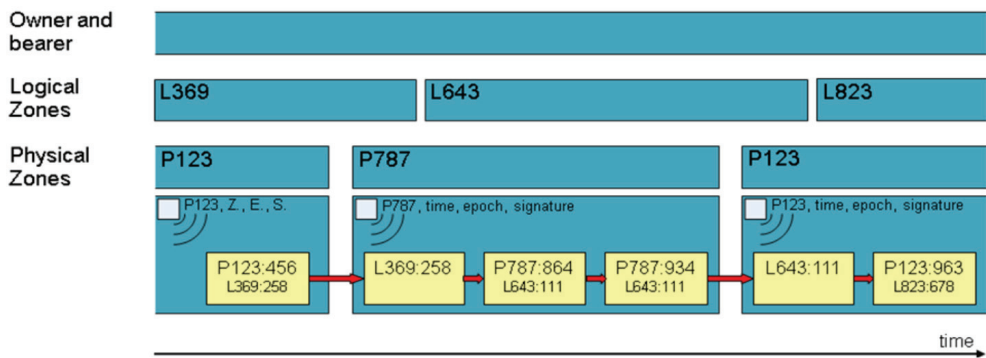 Owner and
bearer
Logical
Zones
L369
L643
L823
Physical
Zones
P123
P787
P123
P123, Z., E., S.
P787, time, epoch, signature
P123, time, epoch, signature
P123:456
L369:258
L369:258
P787:864
L643:111
P787:934
L643:111
L643:111
P123:963
L823:678
time